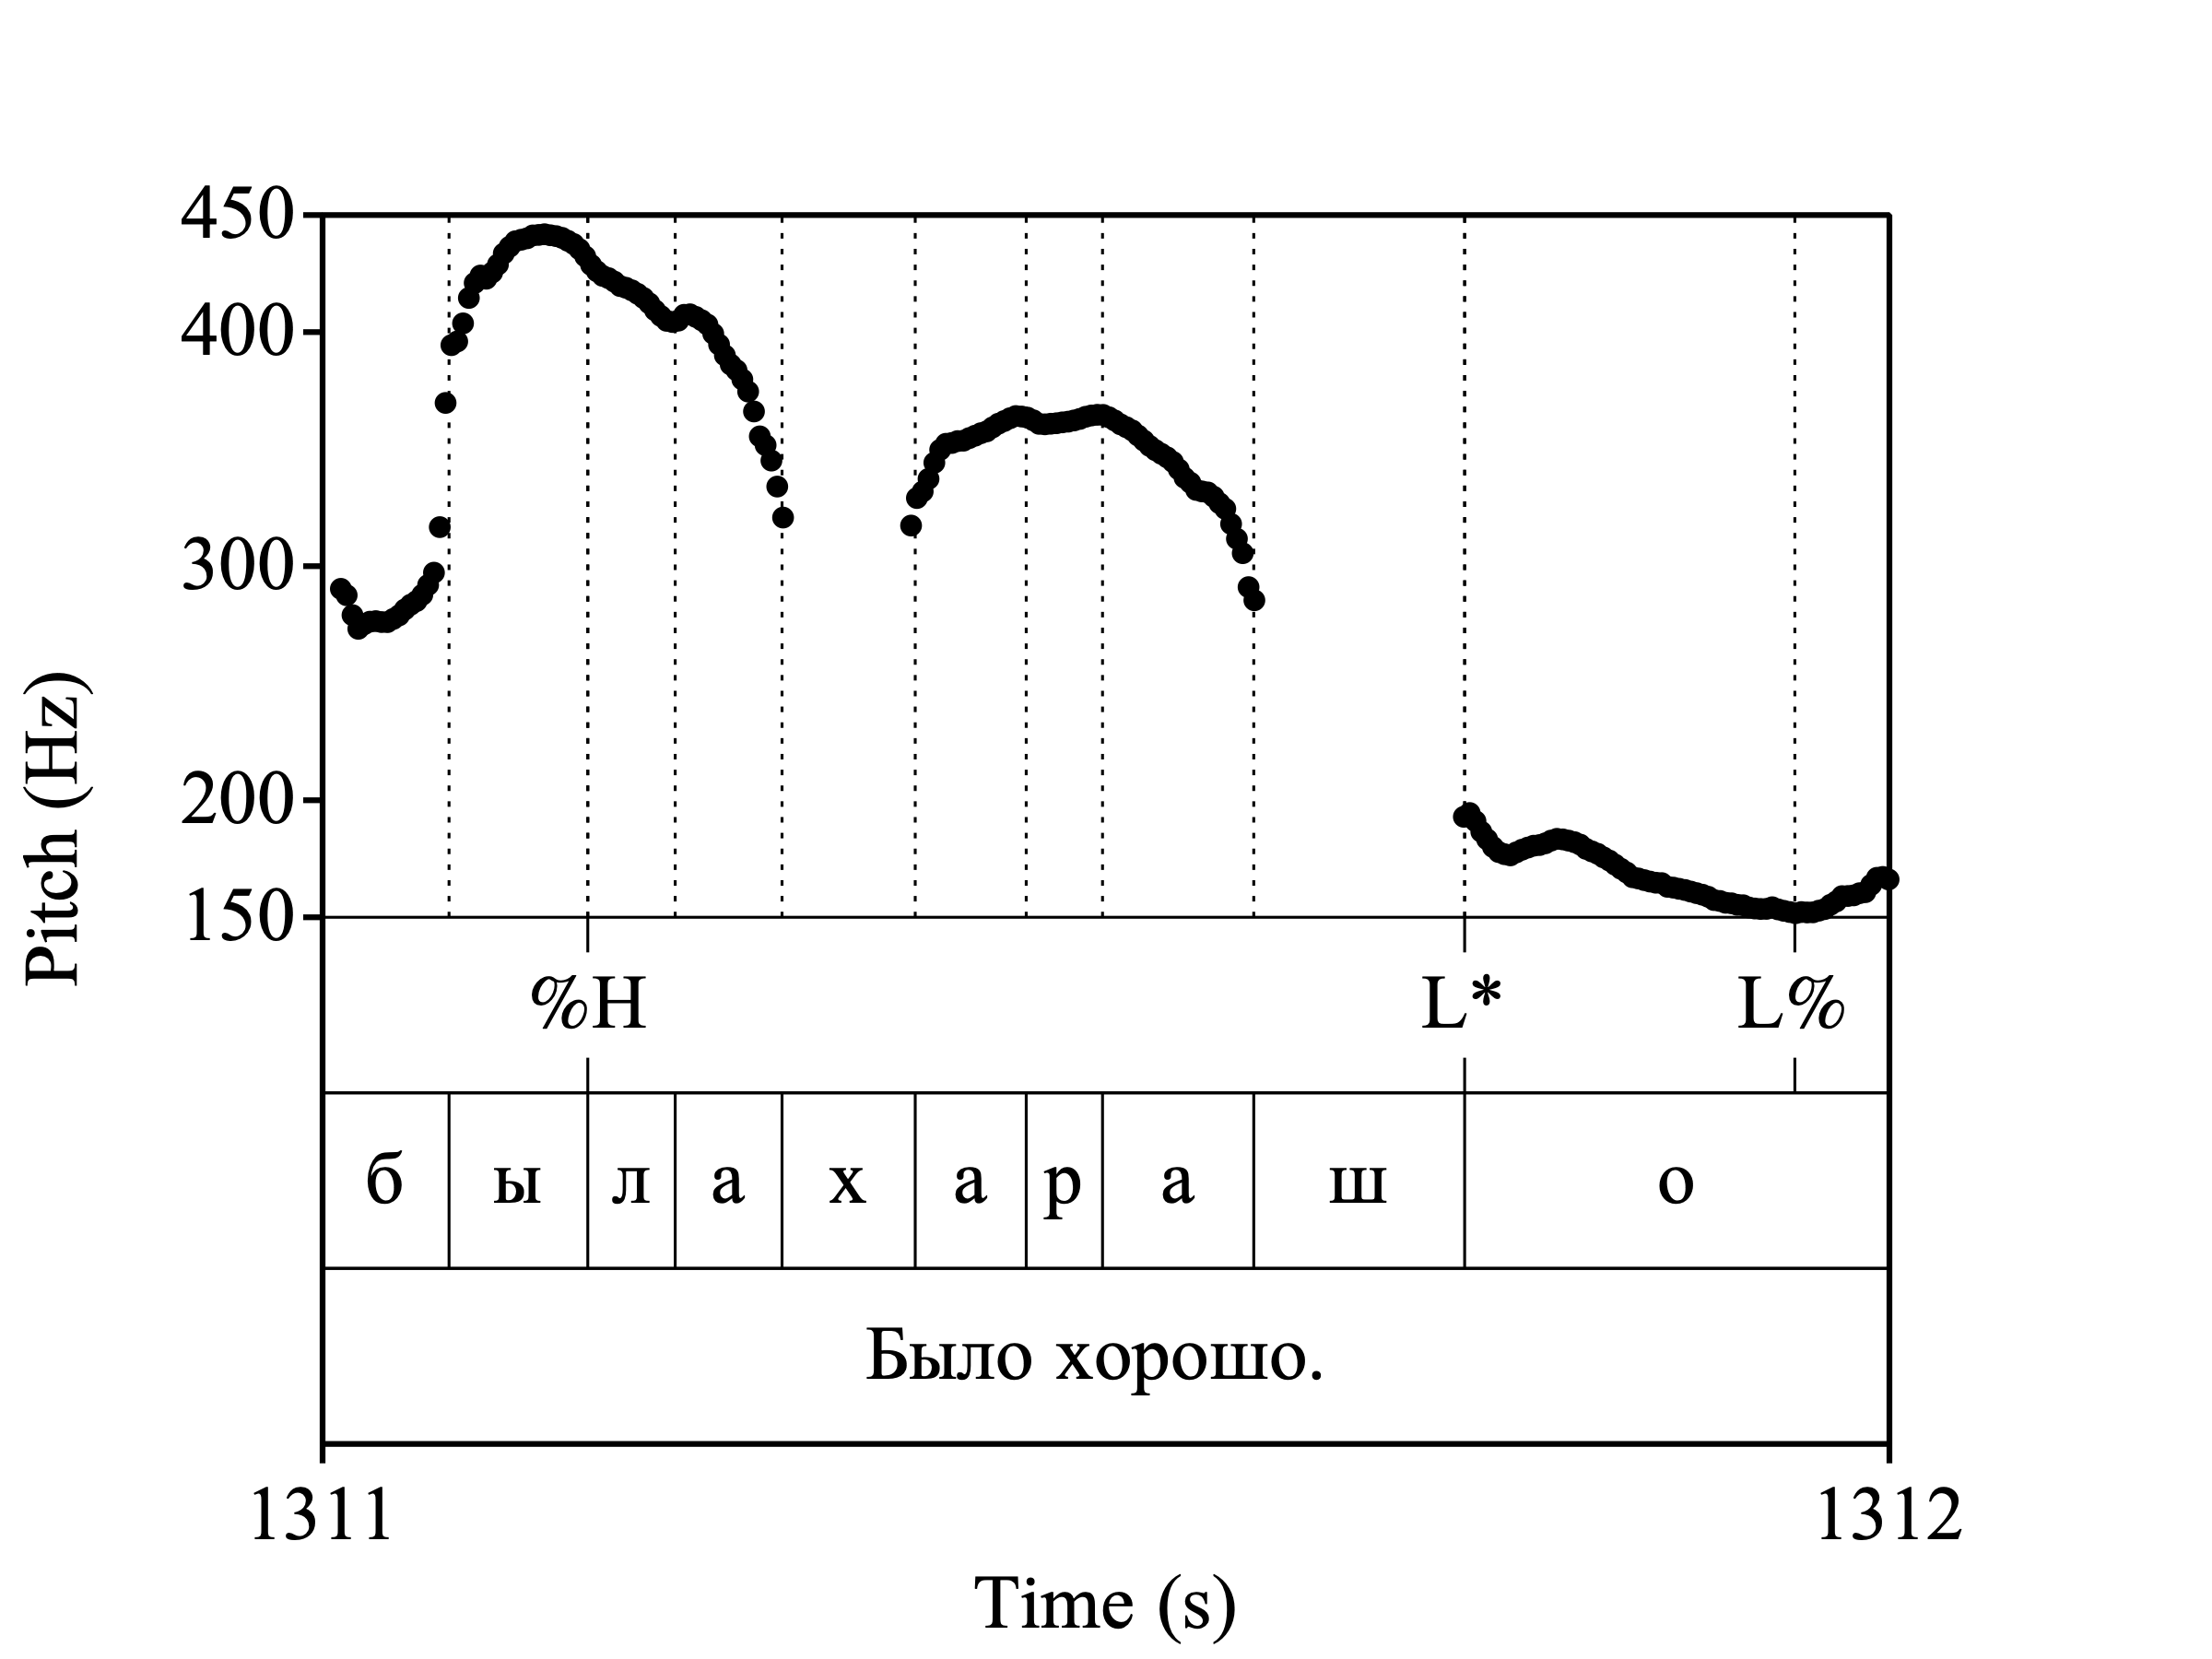 450
400
300
200
150
Pitch (Hz)
%H L* L%
б ы л а х а р а ш о
Было хорошо.
1311 1312
Time (s)